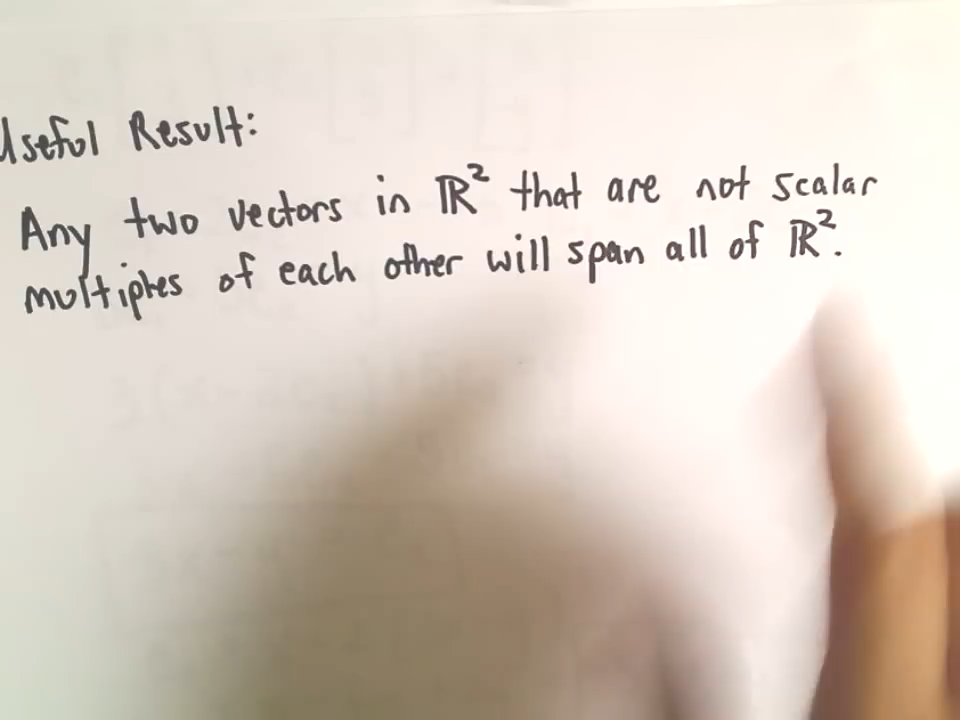 Useful Result:
Any two vectors in ℝ² that are not scalar
multiples of each other will span all of ℝ².